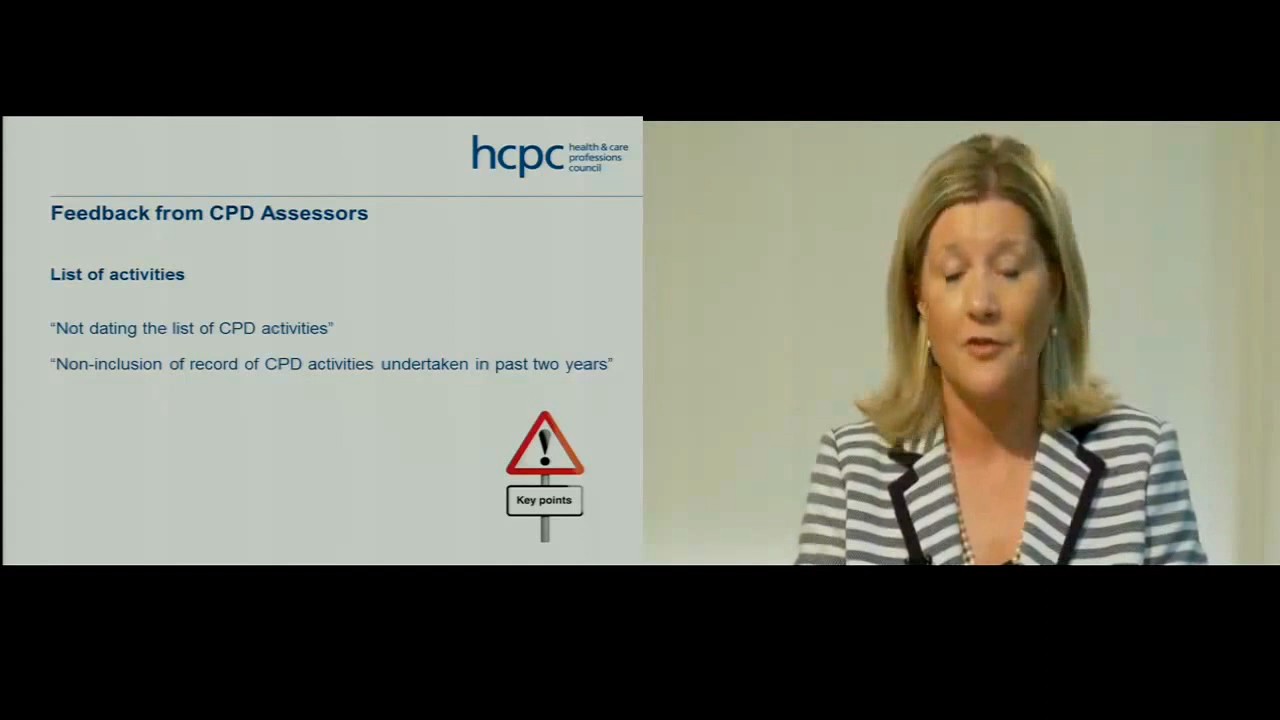 hcpc
health & care
professions
council
Feedback from CPD Assessors
List of activities
“Not dating the list of CPD activities”
“Non-inclusion of record of CPD activities undertaken in past two years”
Key points